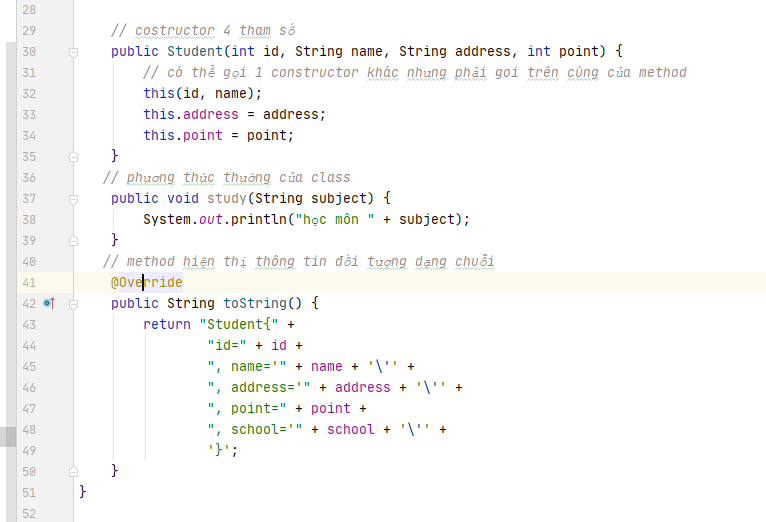 28
29 // costructor 4 tham số
30 public Student(int id, String name, String address, int point) {
31 // có thể gọi 1 constructor khác nhưng phải goi trên cùng của method
32 this(id, name);
33 this.address = address;
34 this.point = point;
35 }
36 // phương thức thường của class
37 public void study(String subject) {
38 System.out.println("học môn " + subject);
39 }
40 // method hiện thị thông tin đối tượng dạng chuỗi
41 @Override
42 public String toString() {
43 return "Student{" +
44 "id=" + id +
45 ", name='" + name + '\'' +
46 ", address='" + address + '\'' +
47 ", point=" + point +
48 ", school='" + school + '\'' +
49 '}';
50 }
51 }
52